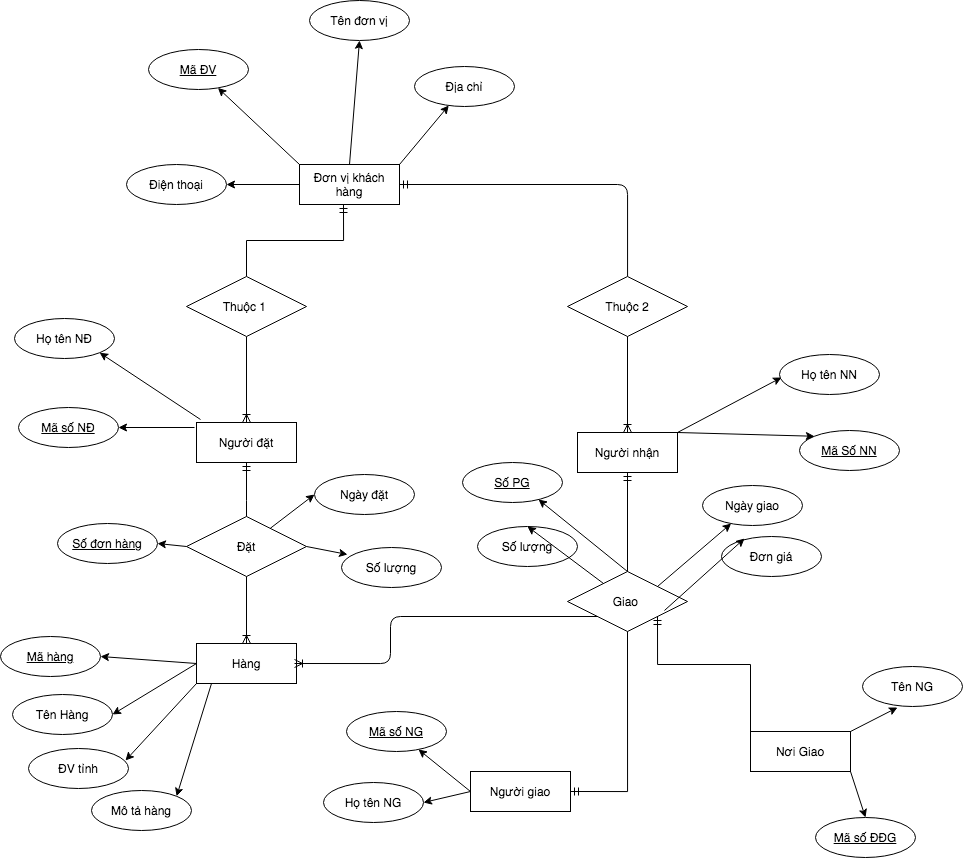 Tên đơn vị
Mã ĐV
Địa chỉ
Điện thoại
Đơn vị khách
hàng
Thuộc 1
Thuộc 2
Họ tên NĐ
Họ tên NN
Mã số NĐ
Người đặt
Người nhận
Mã Số NN
Số PG
Ngày đặt
Ngày giao
Số đơn hàng
Đặt
Số lượng
Số lượng
Đơn giá
Giao
Mã hàng
Hàng
Tên NG
Tên Hàng
Mã số NG
Nơi Giao
ĐV tính
Người giao
Họ tên NG
Mô tả hàng
Mã số ĐĐG